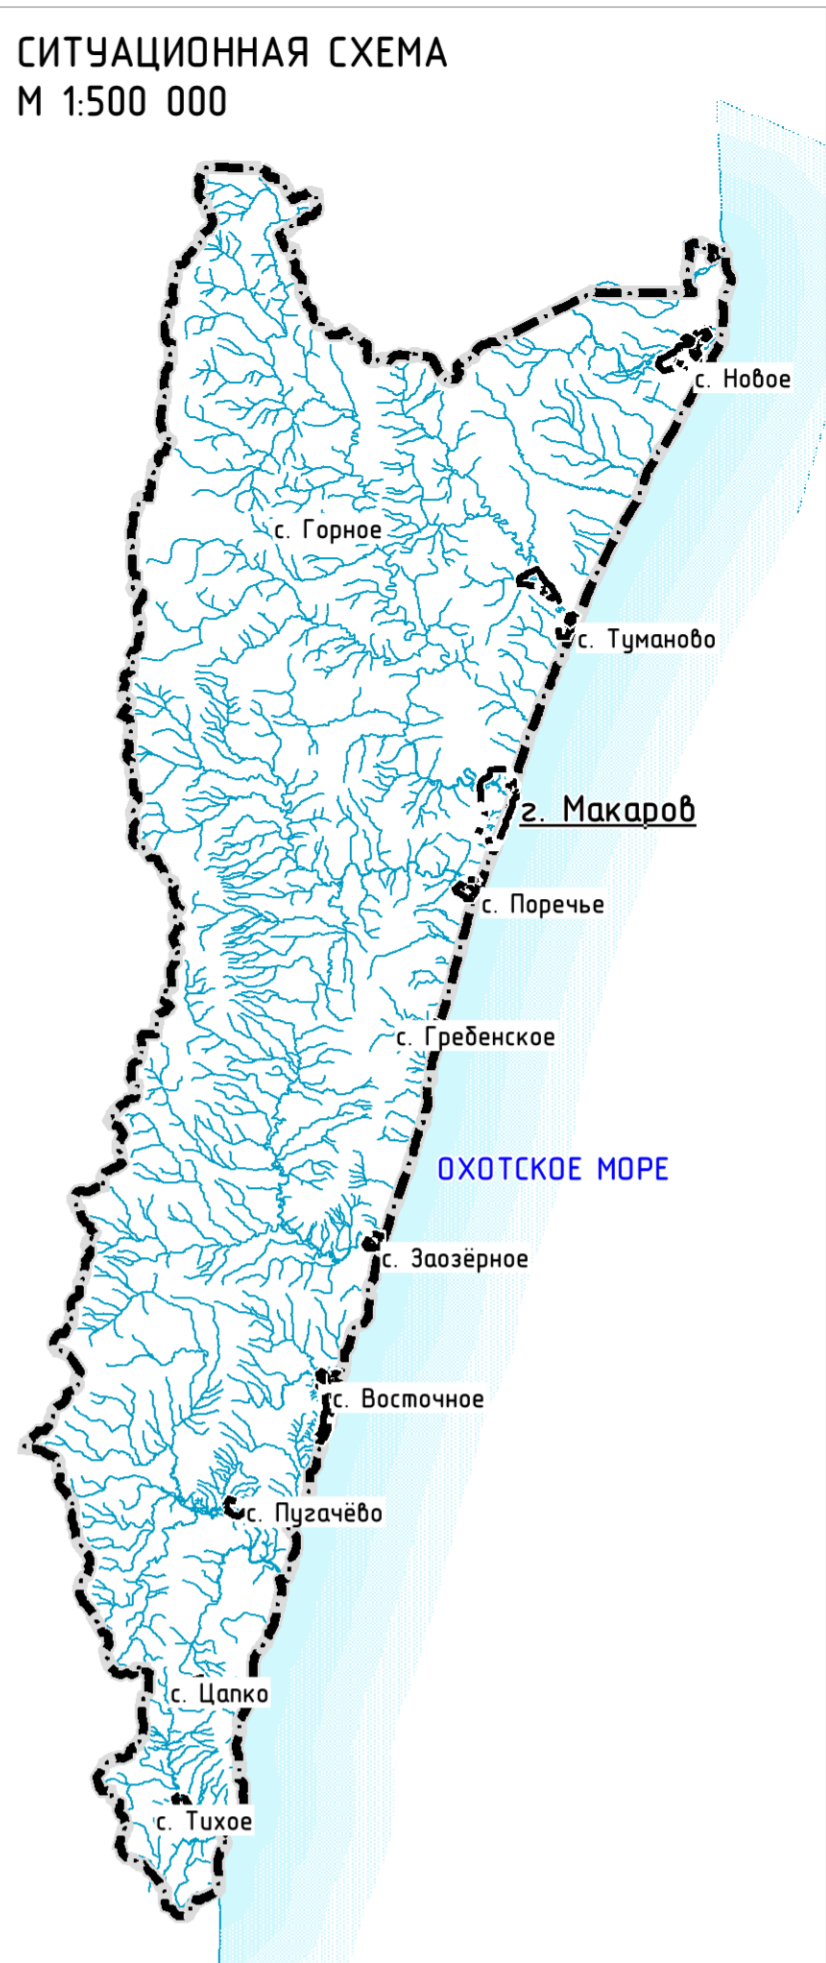 СИТУАЦИОННАЯ СХЕМА
М 1:500 000
с. Новое
с. Горное
с. Туманово
г. Макаров
с. Поречье
с. Гребенское
ОХОТСКОЕ МОРЕ
с. Заозёрное
с. Восточное
с. Пугачёво
с. Цапко
с. Тихое